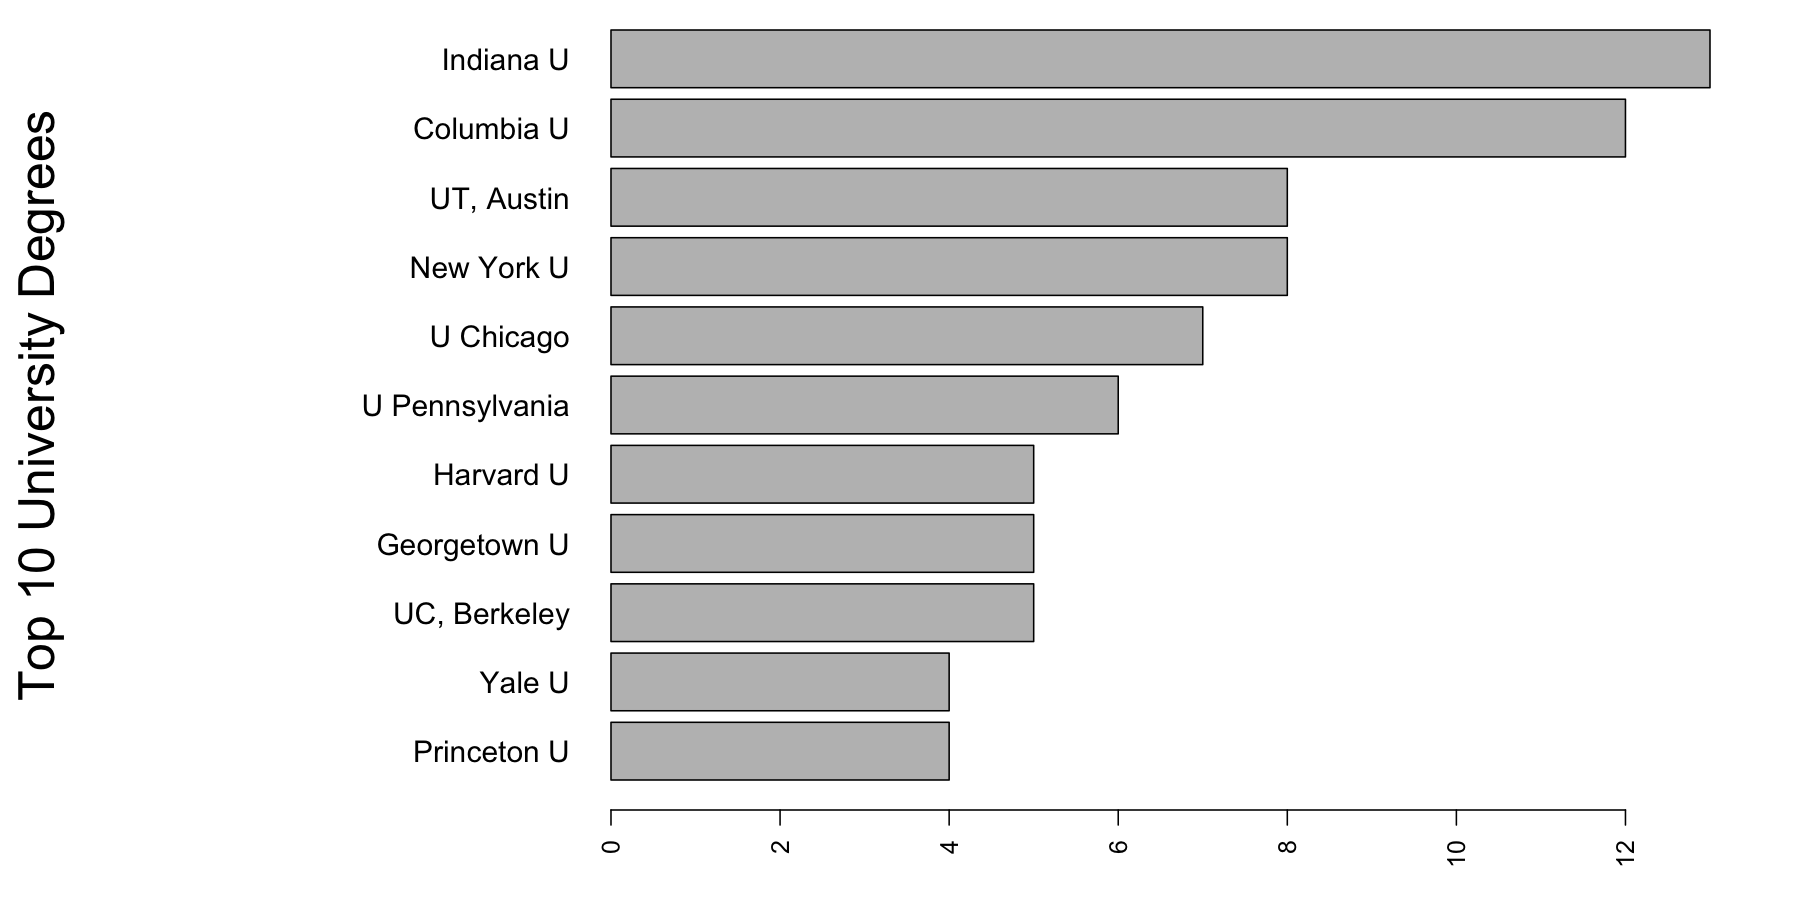 Top 10 University Degrees
Indiana U
Columbia U
UT, Austin
New York U
U Chicago
U Pennsylvania
Harvard U
Georgetown U
UC, Berkeley
Yale U
Princeton U
0 2 4 6 8 10 12